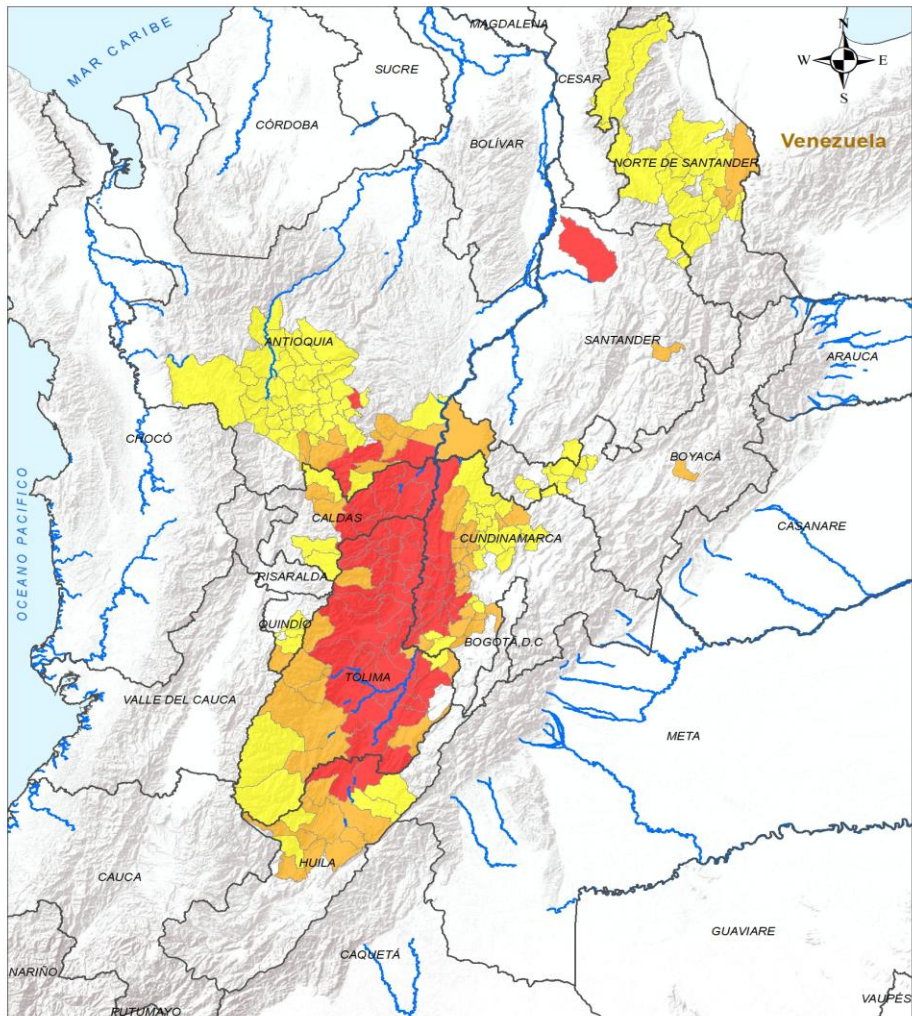 MAR CARIBE
MAGDALENA
N
W E
S
SUCRE
CESAR
CÓRDOBA
BOLÍVAR
Venezuela
NORTE DE SANTANDER
ANTIOQUIA
SANTANDER
ARAUCA
CHOCÓ
BOYACÁ
OCEANO PACIFICO
CALDAS
CASANARE
CUNDINAMARCA
RISARALDA
QUINDÍO
BOGOTÁ,D.C
TOLIMA
VALLE DEL CAUCA
META
HUILA
CAUCA
GUAVIARE
CAQUETÁ
NARIÑO
VAUPÉS
PUTUMAYO